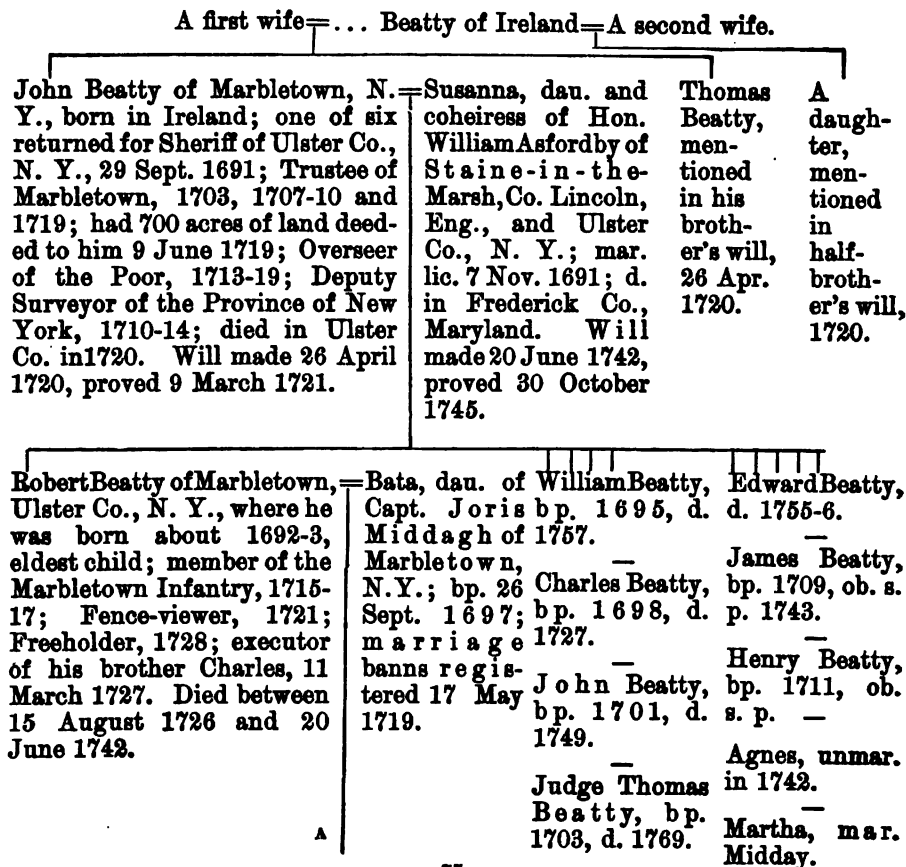 A first wife=... Beatty of Ireland=A second wife.
John Beatty of Marbletown, N.
Y., born in Ireland; one of six
returned for Sheriff of Ulster Co.,
N. Y., 29 Sept. 1691; Trustee of
Marbletown, 1703, 1707-10 and
1719; had 700 acres of land deed-
ed to him 9 June 1719; Overseer
of the Poor, 1713-19; Deputy
Surveyor of the Province of New
York, 1710-14; died in Ulster
Co. in1720. Will made 26 April
1720, proved 9 March 1721.
=Susanna, dau. and
coheiress of Hon.
William Asfordby of
Staine-in-the-
Marsh, Co. Lincoln,
Eng., and Ulster
Co., N. Y.; mar.
lic. 7 Nov. 1691; d.
in Frederick Co.,
Maryland. Will
made 20 June 1742,
proved 30 October
1745.
Thomas
Beatty,
men-
tioned
in his
broth-
er's will,
26 Apr.
1720.
A
daugh-
ter,
men-
tioned
in
half-
broth-
er's will,
1720.
Robert Beatty of Marbletown,
Ulster Co., N. Y., where he
was born about 1692-3,
eldest child; member of the
Marbletown Infantry, 1715-
17; Fence-viewer, 1721;
Freeholder, 1728; executor
of his brother Charles, 11
March 1727. Died between
15 August 1726 and 20
June 1742.
=Bata, dau. of
Capt. Joris
Middagh of
Marbletown,
N.Y.; bp. 26
Sept. 1697;
marriage
banns regis-
tered 17 May
1719.
William Beatty,
bp. 1695, d.
1757.
—
Charles Beatty,
bp. 1698, d.
1727.
—
John Beatty,
bp. 1701, d.
1749.
—
Judge Thomas
Beatty, bp.
1703, d. 1769.
Edward Beatty,
d. 1755-6.
—
James Beatty,
bp. 1709, ob. s.
p. 1743.
—
Henry Beatty,
bp. 1711, ob.
s. p. —
Agnes, unmar.
in 1742.
—
Martha, mar.
Midday.
A